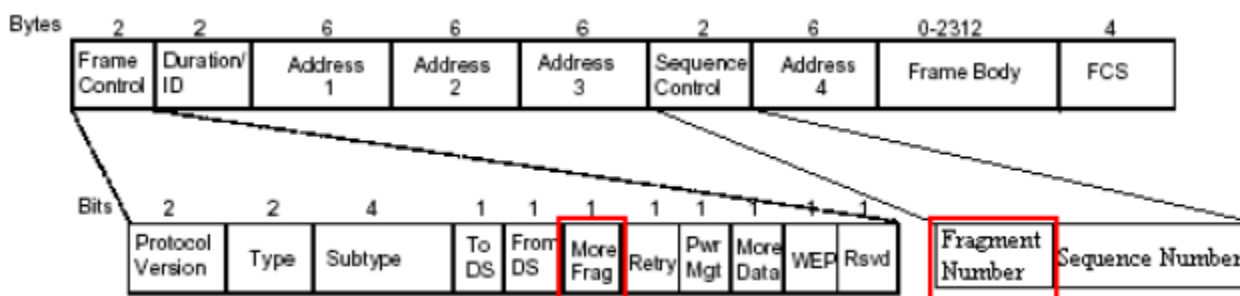 Bytes 2 2 6 6 6 2 6 0-2312 4
Frame Control Duration/ ID Address 1 Address 2 Address 3 Sequence Control Address 4 Frame Body FCS
Bits 2 2 4 1 1 1 1 1 1 1 1
Protocol Version Type Subtype To DS From DS More Frag Retry Pwr Mgt More Data WEP Rsvd Fragment Number Sequence Number